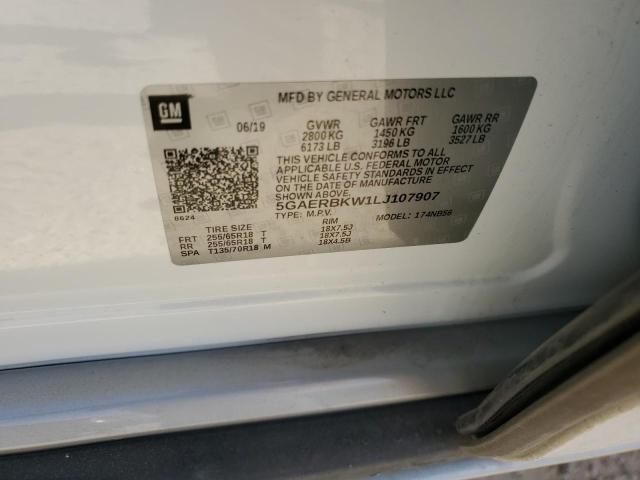 GM
MFD BY GENERAL MOTORS LLC
06/19 GVWR GAWR FRT GAWR RR
2800 KG 1450 KG 1600 KG
6173 LB 3196 LB 3527 LB
THIS VEHICLE CONFORMS TO ALL
APPLICABLE U.S. FEDERAL MOTOR
VEHICLE SAFETY STANDARDS IN EFFECT
ON THE DATE OF MANUFACTURE SHOWN ABOVE.
5GAERBKW1LJ107907
8624 TYPE: M.P.V. MODEL: 174NB56
TIRE SIZE RIM
FRT 255/65R18 T 18X7.5J
RR 255/65R18 T 18X7.5J
SPA T135/70R18 M 18X4.5B